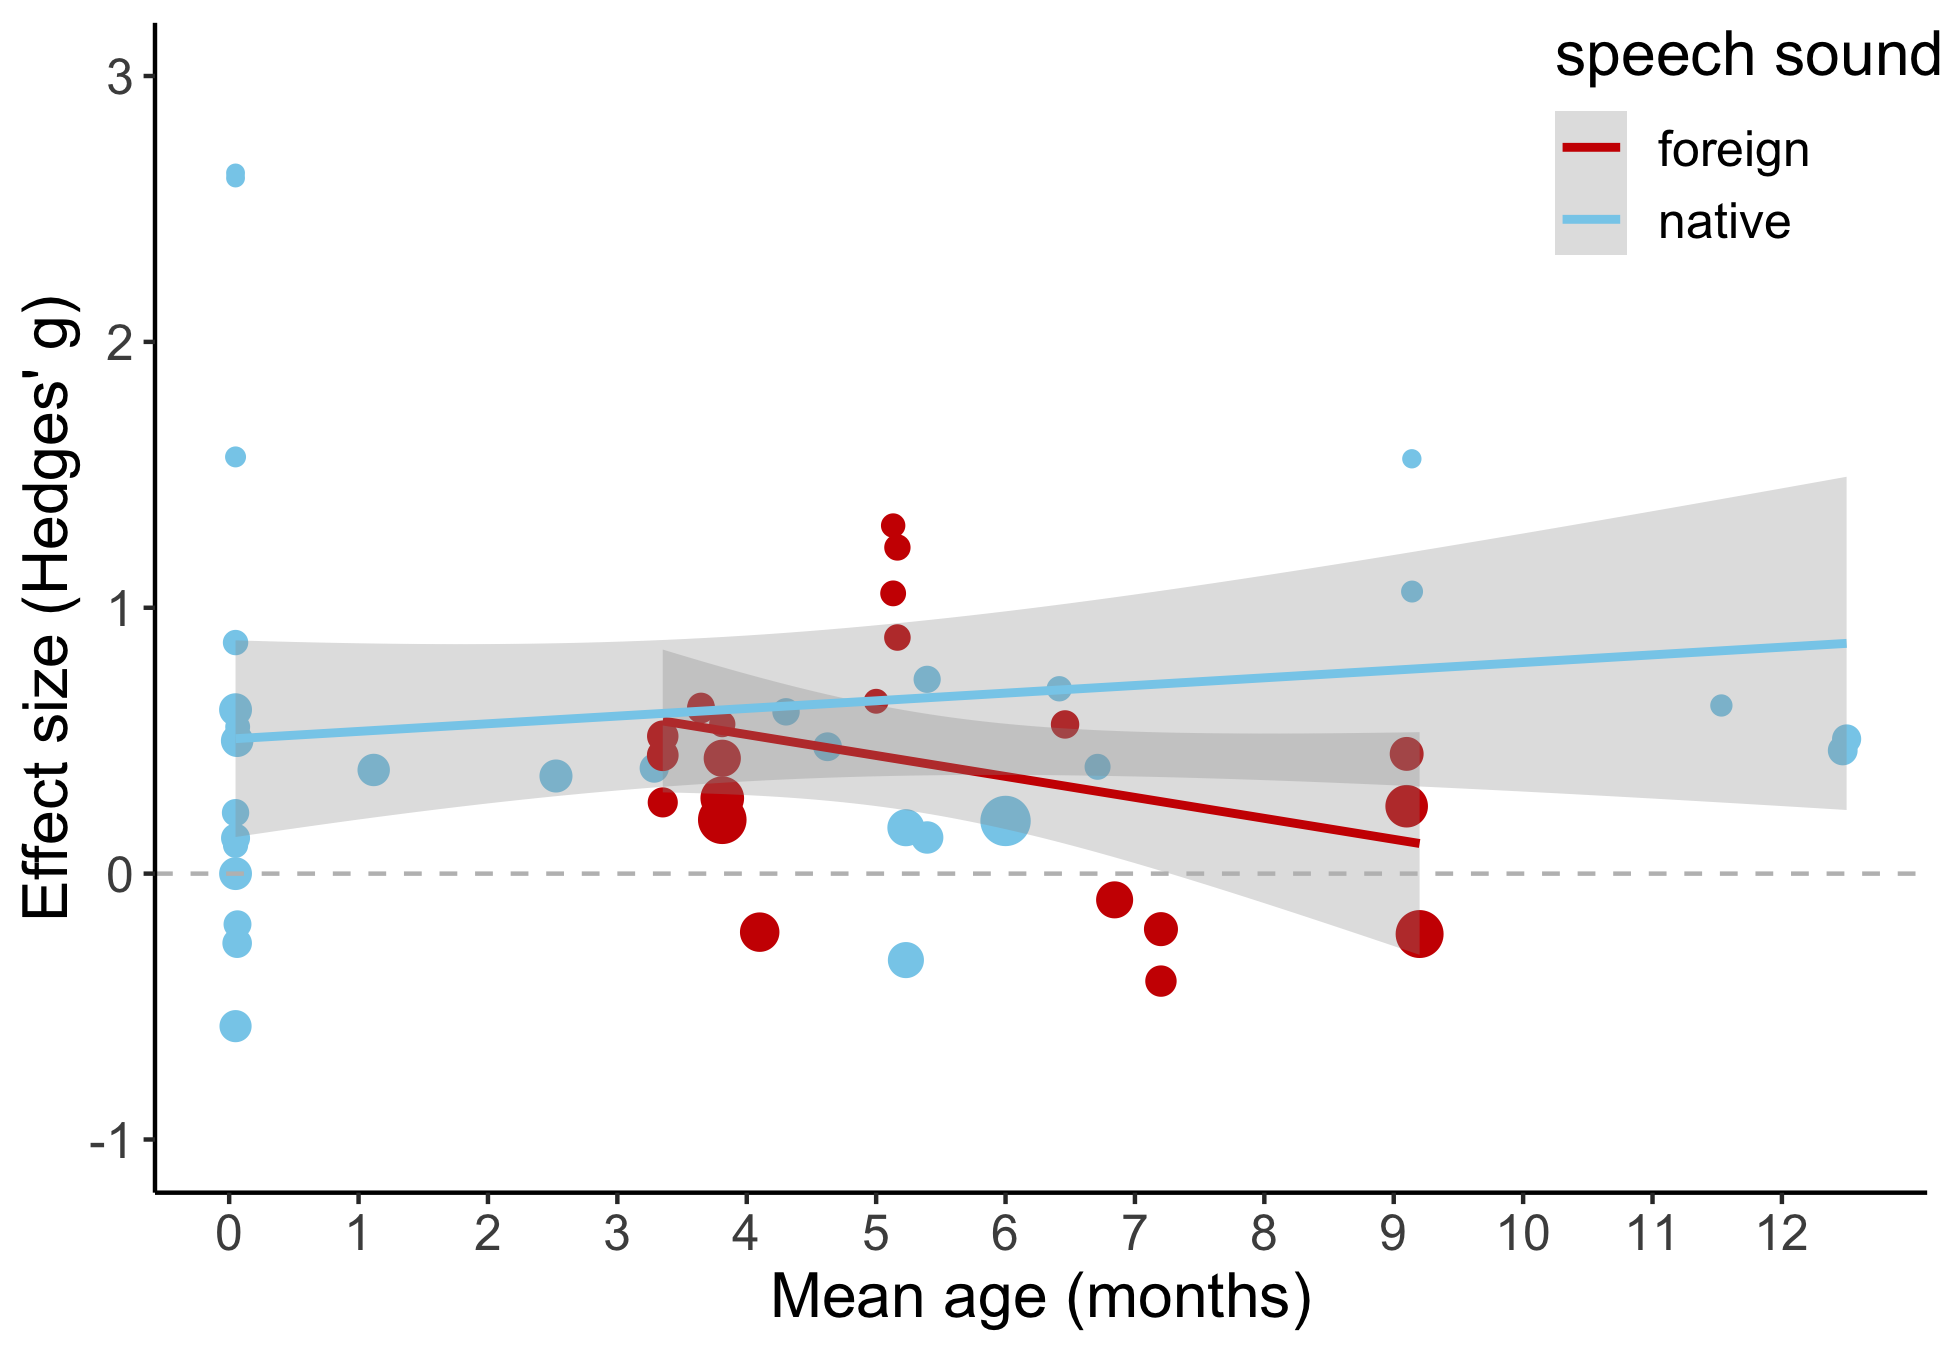 speech sound
foreign
native
Effect size (Hedges' g)
3
2
1
0
-1
0 1 2 3 4 5 6 7 8 9 10 11 12
Mean age (months)